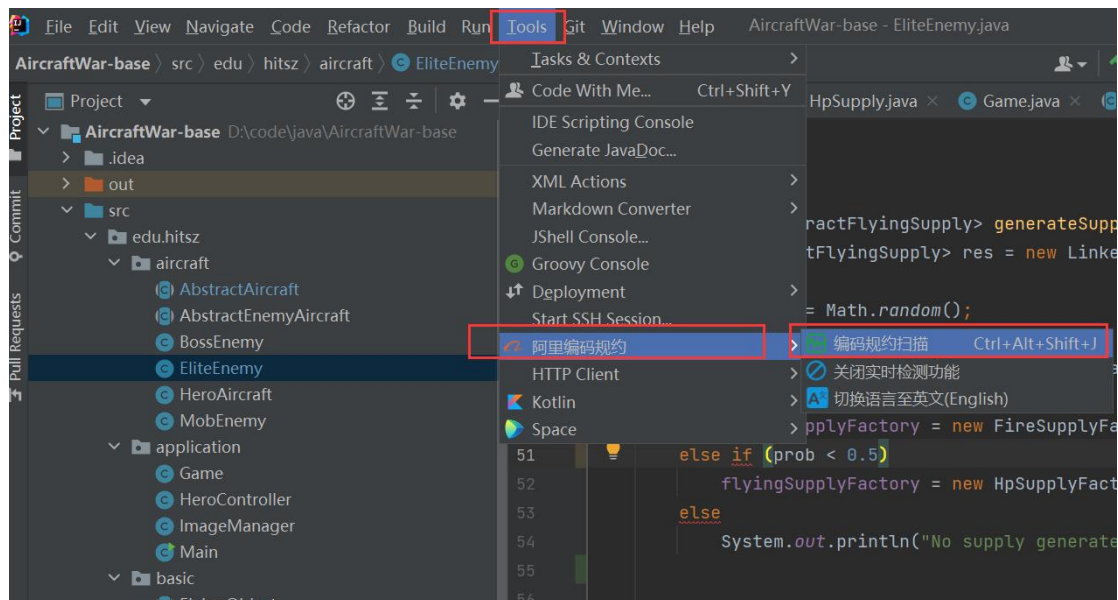 File Edit View Navigate Code Refactor Build Run Tools Git Window Help AircraftWar-base - EliteEnemy.java
AircraftWar-base src edu hitsz aircraft EliteEnemy
Project
HpSupply.java Game.java
AircraftWar-base D:\code\java\AircraftWar-base
.idea
out
src
edu.hitsz
aircraft
AbstractAircraft
AbstractEnemyAircraft
BossEnemy
EliteEnemy
HeroAircraft
MobEnemy
application
Game
HeroController
ImageManager
Main
basic
Project
Commit
Pull Requests
Tasks & Contexts
Code With Me... Ctrl+Shift+Y
IDE Scripting Console
Generate JavaDoc...
XML Actions
Markdown Converter
JShell Console...
Groovy Console
Deployment
Start SSH Session...
阿里编码规约
HTTP Client
Kotlin
Space
编码规约扫描 Ctrl+Alt+Shift+J
关闭实时检测功能
切换语言至英文(English)
ractFlyingSupply> generateSupp
tFlyingSupply> res = new Linke
= Math.random();
pplyFactory = new FireSupplyFa
51 else if (prob < 0.5)
52 flyingSupplyFactory = new HpSupplyFact
53 else
54 System.out.println("No supply generate
55
56